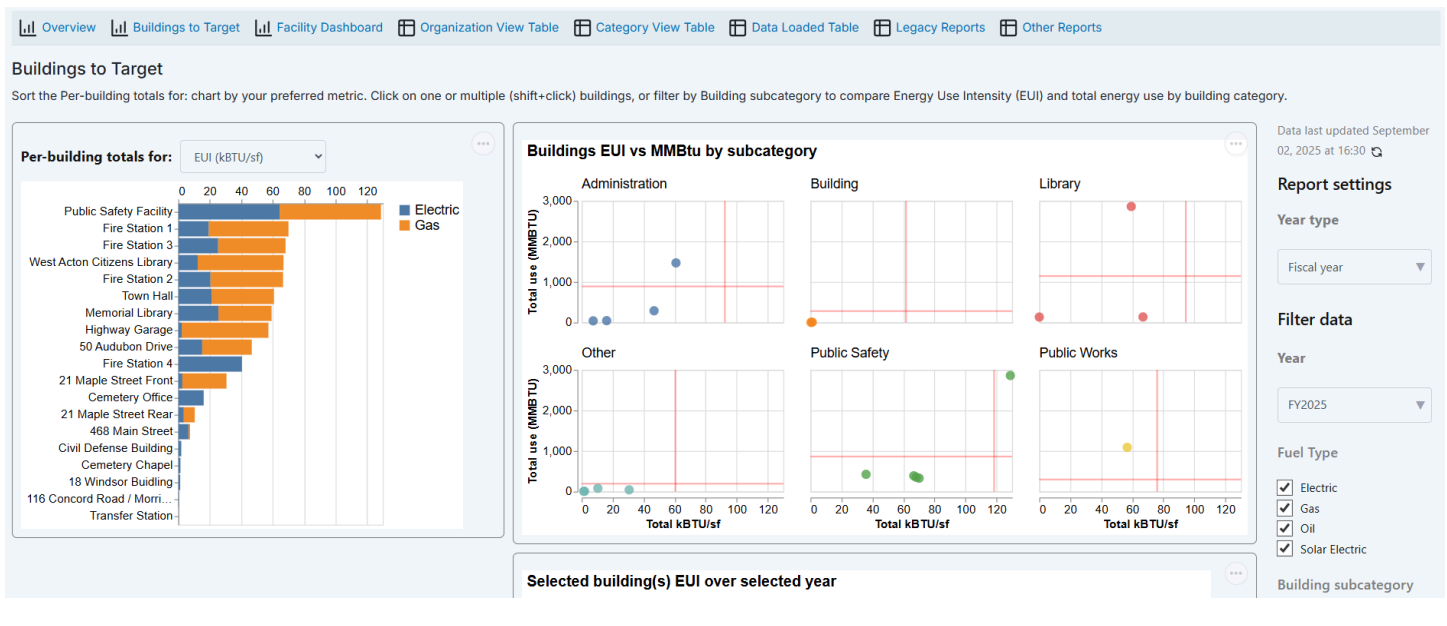 Overview Buildings to Target Facility Dashboard Organization View Table Category View Table Data Loaded Table Legacy Reports Other Reports
Buildings to Target
Sort the Per-building totals for: chart by your preferred metric. Click on one or multiple (shift+click) buildings, or filter by Building subcategory to compare Energy Use Intensity (EUI) and total energy use by building category.
Per-building totals for: EUI (kBTU/sf)
0 20 40 60 80 100 120
Electric
Gas
Public Safety Facility
Fire Station 1
Fire Station 3
West Acton Citizens Library
Fire Station 2
Town Hall
Memorial Library
Highway Garage
50 Audubon Drive
Fire Station 4
21 Maple Street Front
Cemetery Office
21 Maple Street Rear
468 Main Street
Civil Defense Building
Cemetery Chapel
18 Windsor Buidling
116 Concord Road / Morri...
Transfer Station
Buildings EUI vs MMBtu by subcategory
Administration Building Library
Total use (MMBTU)
3,000
2,000
1,000
0
Other Public Safety Public Works
Total use (MMBTU)
3,000
2,000
1,000
0
0 20 40 60 80 100 120 0 20 40 60 80 100 120 0 20 40 60 80 100 120
Total kBTU/sf Total kBTU/sf Total kBTU/sf
Selected building(s) EUI over selected year
Data last updated September
02, 2025 at 16:30
Report settings
Year type
Fiscal year
Filter data
Year
FY2025
Fuel Type
Electric
Gas
Oil
Solar Electric
Building subcategory